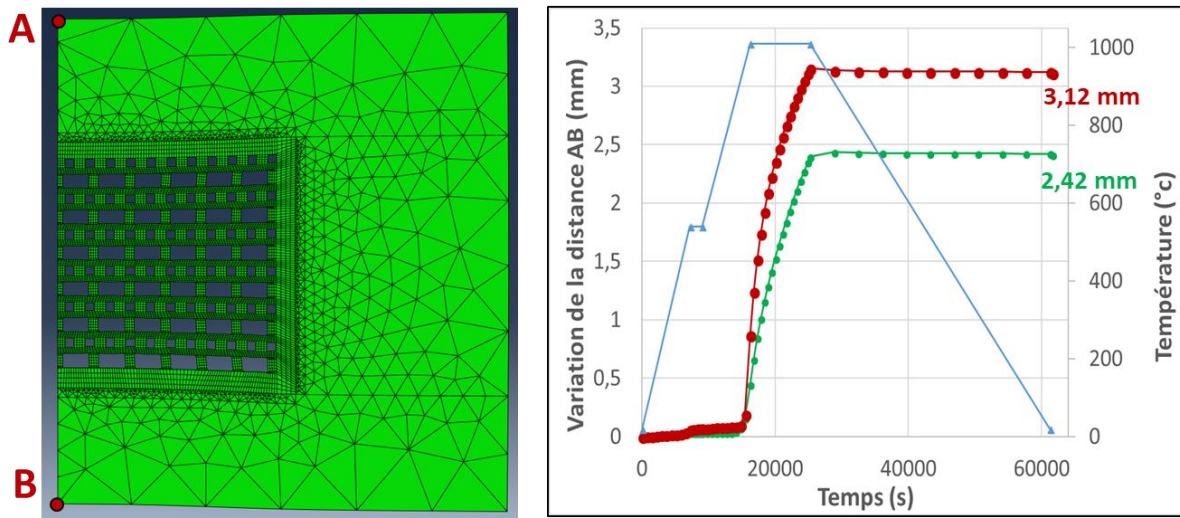 A
B
Variation de la distance AB (mm)
3,5
3
2,5
2
1,5
1
0,5
0
0
20000
40000
60000
Temps (s)
3,12 mm
2,42 mm
1000
800
600
400
200
0
Température (°c)